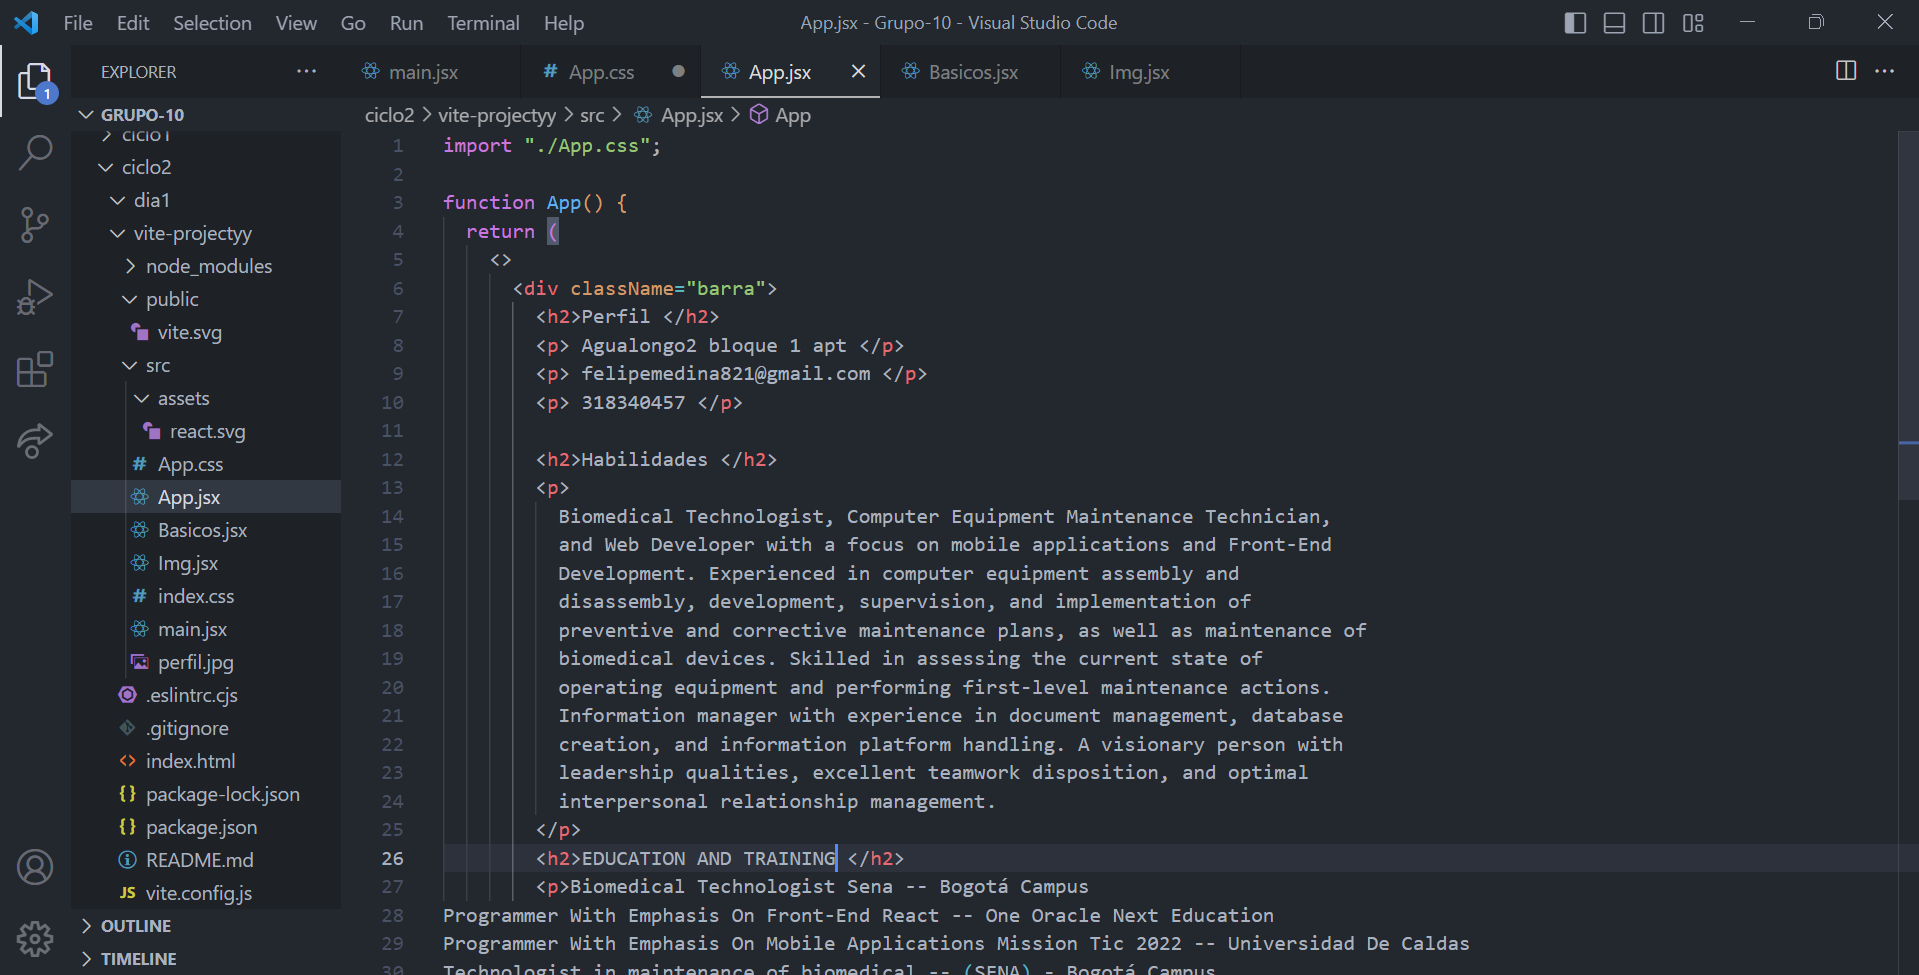 File Edit Selection View Go Run Terminal Help
App.jsx - Grupo-10 - Visual Studio Code
1
EXPLORER
GRUPO-10
ciclo1
ciclo2
dia1
vite-projectyy
node_modules
public
vite.svg
src
assets
react.svg
# App.css
App.jsx
Basicos.jsx
Img.jsx
# index.css
main.jsx
perfil.jpg
.eslintrc.cjs
.gitignore
<> index.html
{} package-lock.json
{} package.json
README.md
JS vite.config.js
OUTLINE
TIMELINE
main.jsx # App.css App.jsx Basicos.jsx Img.jsx
ciclo2 > vite-projectyy > src > App.jsx > App
1 import "./App.css";
2
3 function App() {
4 return (
5 <>
6 <div className="barra">
7 <h2>Perfil </h2>
8 <p> Agualongo2 bloque 1 apt </p>
9 <p> felipemedina821@gmail.com </p>
10 <p> 318340457 </p>
11
12 <h2>Habilidades </h2>
13 <p>
14 Biomedical Technologist, Computer Equipment Maintenance Technician,
15 and Web Developer with a focus on mobile applications and Front-End
16 Development. Experienced in computer equipment assembly and
17 disassembly, development, supervision, and implementation of
18 preventive and corrective maintenance plans, as well as maintenance of
19 biomedical devices. Skilled in assessing the current state of
20 operating equipment and performing first-level maintenance actions.
21 Information manager with experience in document management, database
22 creation, and information platform handling. A visionary person with
23 leadership qualities, excellent teamwork disposition, and optimal
24 interpersonal relationship management.
25 </p>
26 <h2>EDUCATION AND TRAINING </h2>
27 <p>Biomedical Technologist Sena -- Bogotá Campus
28 Programmer With Emphasis On Front-End React -- One Oracle Next Education
29 Programmer With Emphasis On Mobile Applications Mission Tic 2022 -- Universidad De Caldas
30 Technologist in maintenance of biomedical -- (SENA) - Bogotá Campus